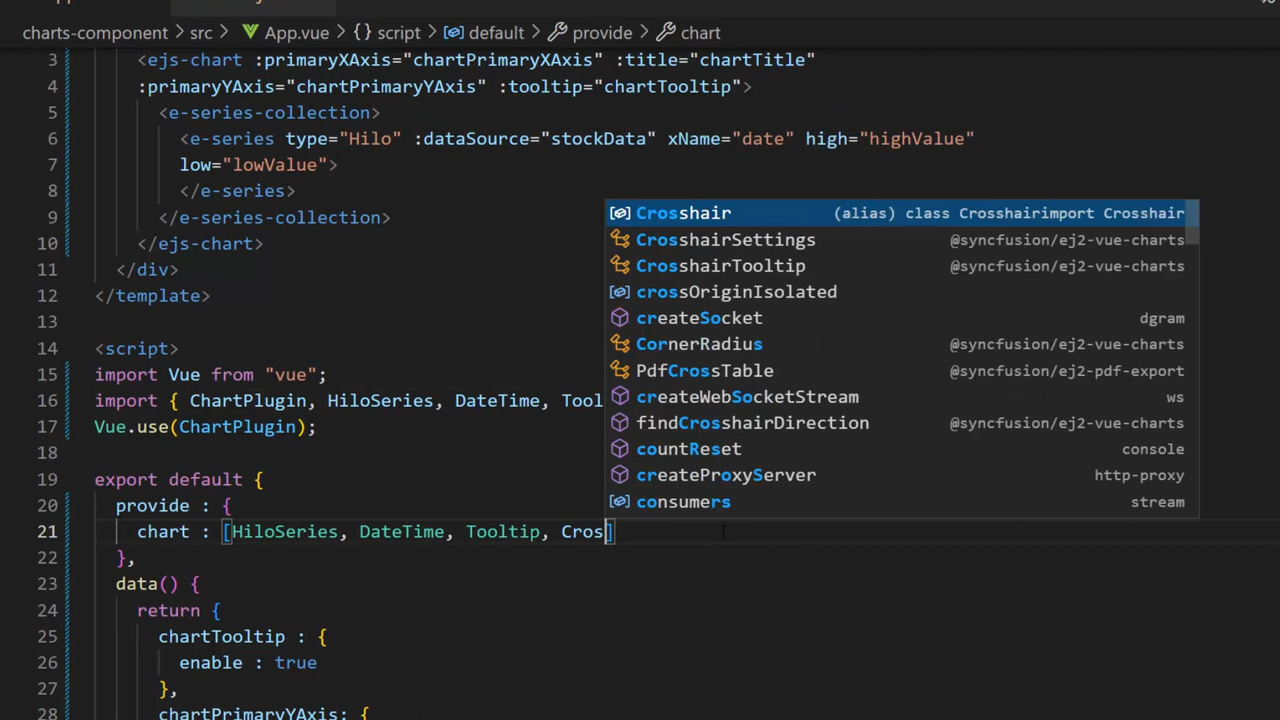 charts-component > src > App.vue > {} script > default > provide > chart
3 <ejs-chart :primaryXAxis="chartPrimaryXAxis" :title="chartTitle"
4 :primaryYAxis="chartPrimaryYAxis" :tooltip="chartTooltip">
5 <e-series-collection>
6 <e-series type="Hilo" :dataSource="stockData" xName="date" high="highValue"
7 low="lowValue">
8 </e-series>
9 </e-series-collection>
10 </ejs-chart>
11 </div>
12 </template>
13
14 <script>
15 import Vue from "vue";
16 import { ChartPlugin, HiloSeries, DateTime, Tool
17 Vue.use(ChartPlugin);
18
19 export default {
20 provide : {
21 chart : [HiloSeries, DateTime, Tooltip, Cros]
22 },
23 data() {
24 return {
25 chartTooltip : {
26 enable : true
27 },
28 chartPrimaryYAxis: {
Crosshair (alias) class Crosshairimport Crosshair
CrosshairSettings @syncfusion/ej2-vue-charts
CrosshairTooltip @syncfusion/ej2-vue-charts
crossOriginIsolated
createSocket dgram
CornerRadius @syncfusion/ej2-vue-charts
PdfCrossTable @syncfusion/ej2-pdf-export
createWebSocketStream ws
findCrosshairDirection @syncfusion/ej2-vue-charts
countReset console
createProxyServer http-proxy
consumers stream